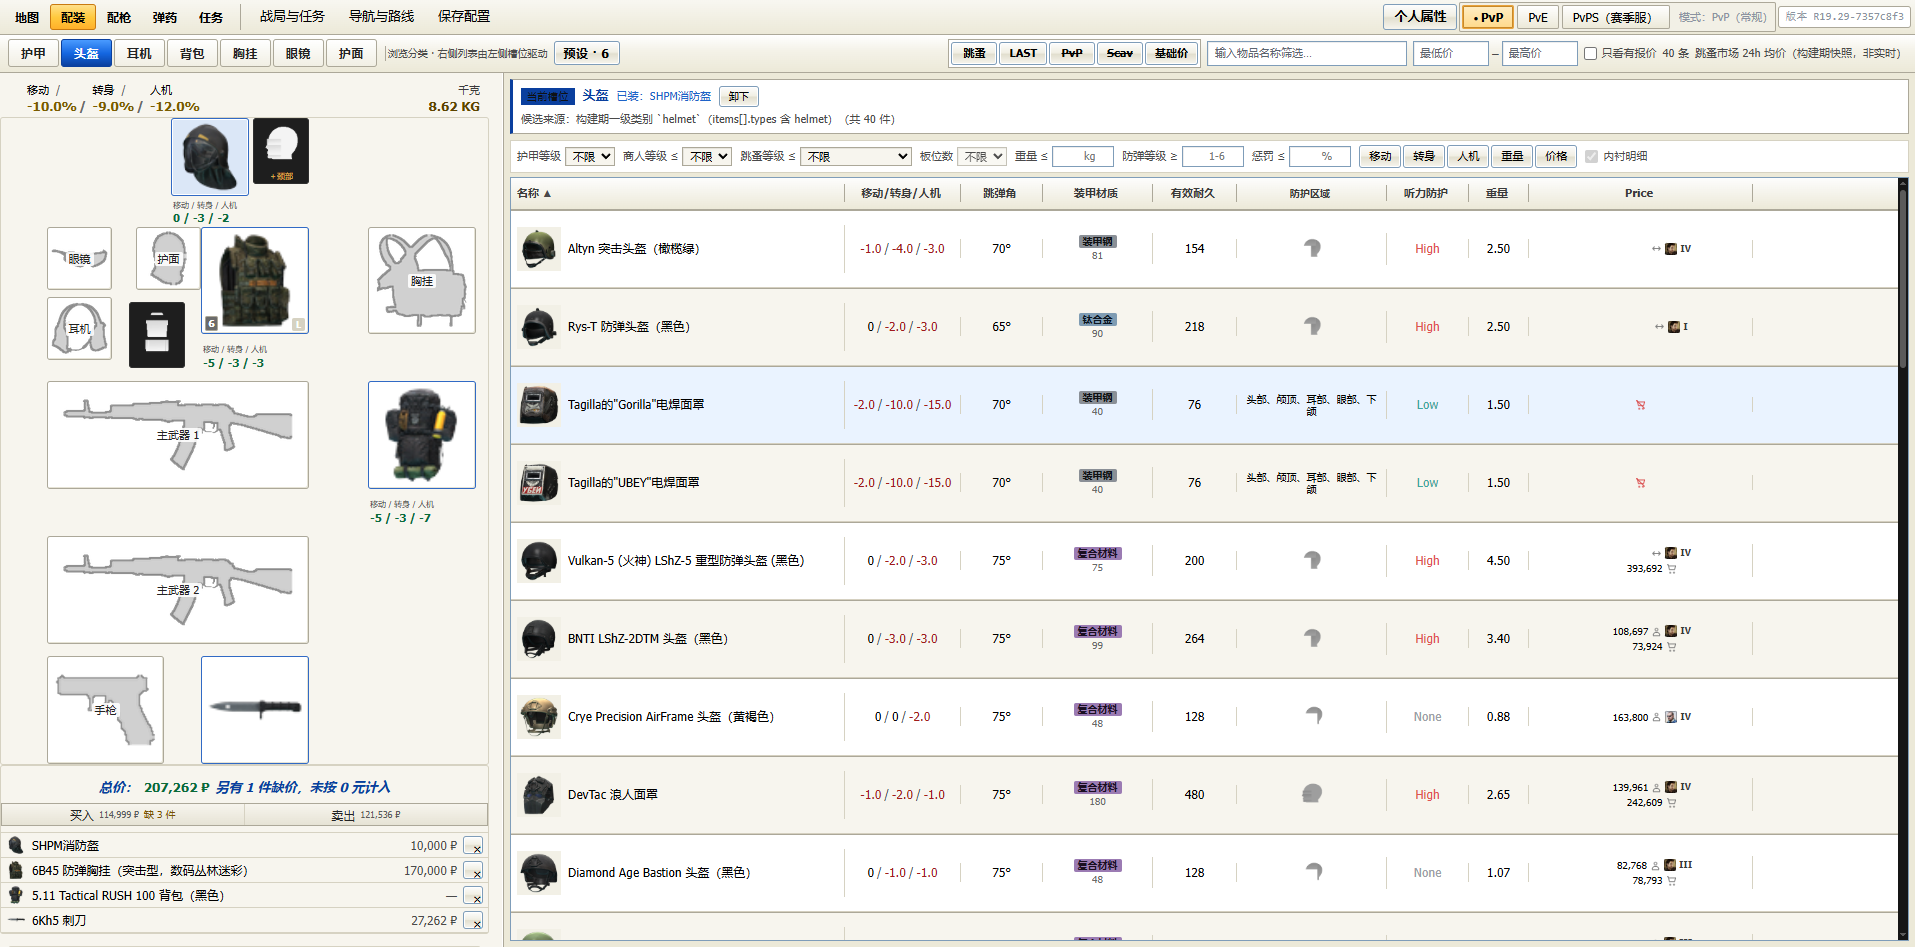 地图 配装 配枪 弹药 任务 战局与任务 导航与路线 保存配置 个人属性 • PvP PvE PvPS（赛季服） 模式：PvP（常规） 版本 R19.29-7357c8f3
护甲 头盔 耳机 背包 胸挂 眼镜 护面 浏览分类 · 右侧列表由左侧槽位驱动 预设 · 6 跳蚤 LAST PvP Scav 基础价 输入物品名称筛选... 最低价 – 最高价 只看有报价 40 条 跳蚤市场 24h 均价（构建期快照，非实时）
移动 / 转身 / 人机 千克
-10.0% / -9.0% / -12.0% 8.62 KG
+颈部
移动 / 转身 / 人机
0 / -3 / -2
眼镜 护面 胸挂
6 L
耳机
移动 / 转身 / 人机
-5 / -3 / -3
主武器 1
移动 / 转身 / 人机
-5 / -3 / -7
主武器 2
手枪
总价： 207,262 ₽ 另有 1 件缺价，未按 0 元计入
买入 114,999 ₽ 缺 3 件 卖出 121,536 ₽
SHPM消防盔 10,000 ₽ ×
6B45 防弹胸挂（突击型，数码丛林迷彩） 170,000 ₽ ×
5.11 Tactical RUSH 100 背包（黑色） — ×
6Kh5 刺刀 27,262 ₽ ×
当前槽位 头盔 已装：SHPM消防盔 卸下
候选来源：构建期一级类别 `helmet`（items[].types 含 helmet）（共 40 件）
护甲等级 不限 商人等级 ≤ 不限 跳蚤等级 ≤ 不限 板位数 不限 重量 ≤ kg 防弹等级 ≥ 1-6 惩罚 ≤ % 移动 转身 人机 重量 价格 内衬明细
名称 ▲ 移动/转身/人机 跳弹角 装甲材质 有效耐久 防护区域 听力防护 重量 Price
Altyn 突击头盔（橄榄绿） -1.0 / -4.0 / -3.0 70° 装甲钢 81 154 High 2.50 ↔ IV
Rys-T 防弹头盔（黑色） 0 / -2.0 / -3.0 65° 钛合金 90 218 High 2.50 ↔ I
Tagilla的"Gorilla"电焊面罩 -2.0 / -10.0 / -15.0 70° 装甲钢 40 76 头部、颅顶、耳部、眼部、下颌 Low 1.50
Tagilla的"UBEY"电焊面罩 -2.0 / -10.0 / -15.0 70° 装甲钢 40 76 头部、颅顶、耳部、眼部、下颌 Low 1.50
Vulkan-5 (火神) LShZ-5 重型防弹头盔 (黑色) 0 / -2.0 / -3.0 75° 复合材料 75 200 High 4.50 ↔ IV 393,692
BNTI LShZ-2DTM 头盔（黑色） 0 / -3.0 / -3.0 75° 复合材料 99 264 High 3.40 108,697 IV 73,924
Crye Precision AirFrame 头盔（黄褐色） 0 / 0 / -2.0 75° 复合材料 48 128 None 0.88 163,800 IV
DevTac 浪人面罩 -1.0 / -2.0 / -1.0 75° 复合材料 180 480 High 2.65 139,961 IV 242,609
Diamond Age Bastion 头盔（黑色） 0 / -1.0 / -1.0 75° 复合材料 48 128 None 1.07 82,768 III 78,793